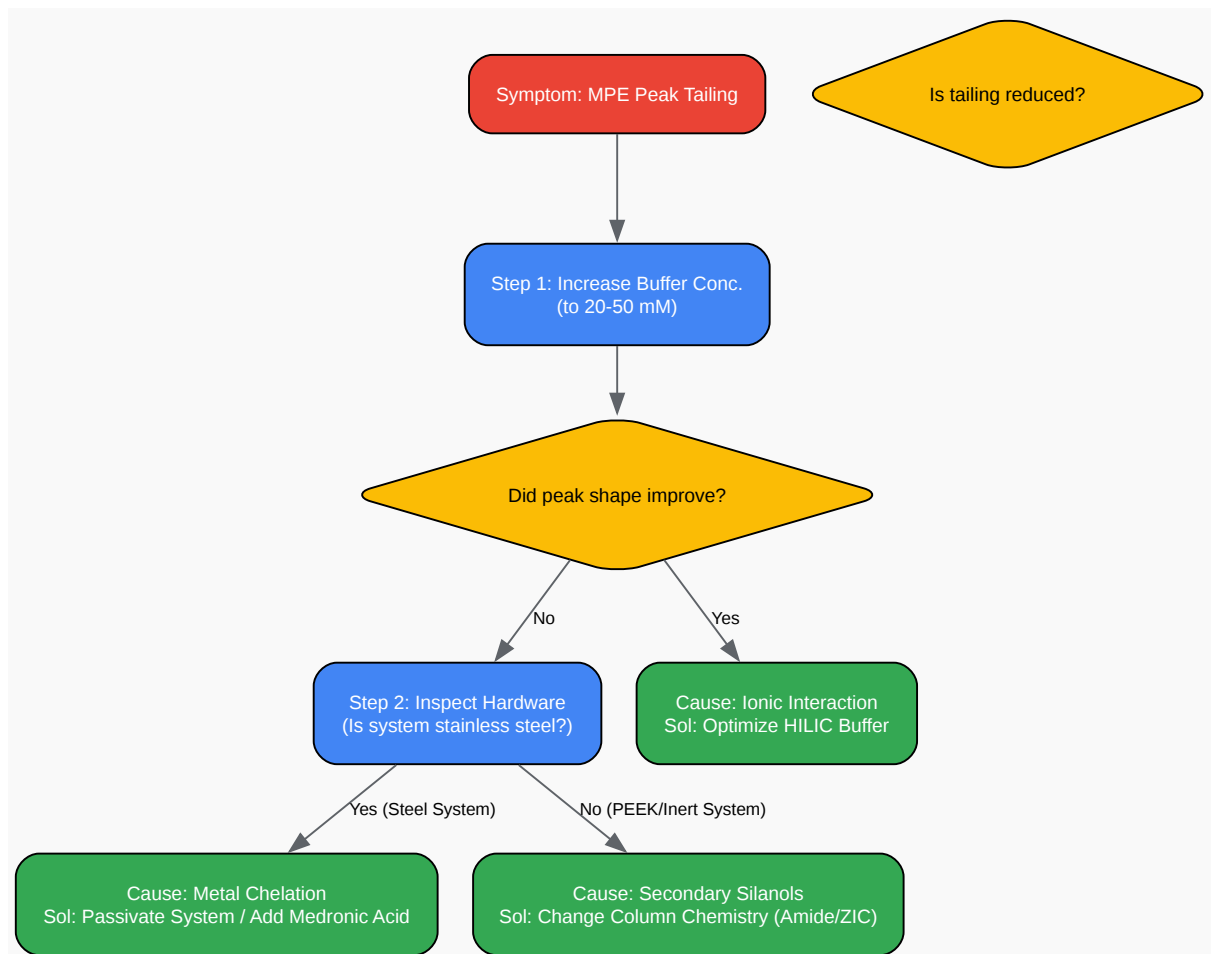 Symptom: MPE Peak Tailing
Is tailing reduced?
Step 1: Increase Buffer Conc.
(to 20-50 mM)
Did peak shape improve?
No
Yes
Step 2: Inspect Hardware
(Is system stainless steel?)
Cause: Ionic Interaction
Sol: Optimize HILIC Buffer
Yes (Steel System)
No (PEEK/Inert System)
Cause: Metal Chelation
Sol: Passivate System / Add Medronic Acid
Cause: Secondary Silanols
Sol: Change Column Chemistry (Amide/ZIC)